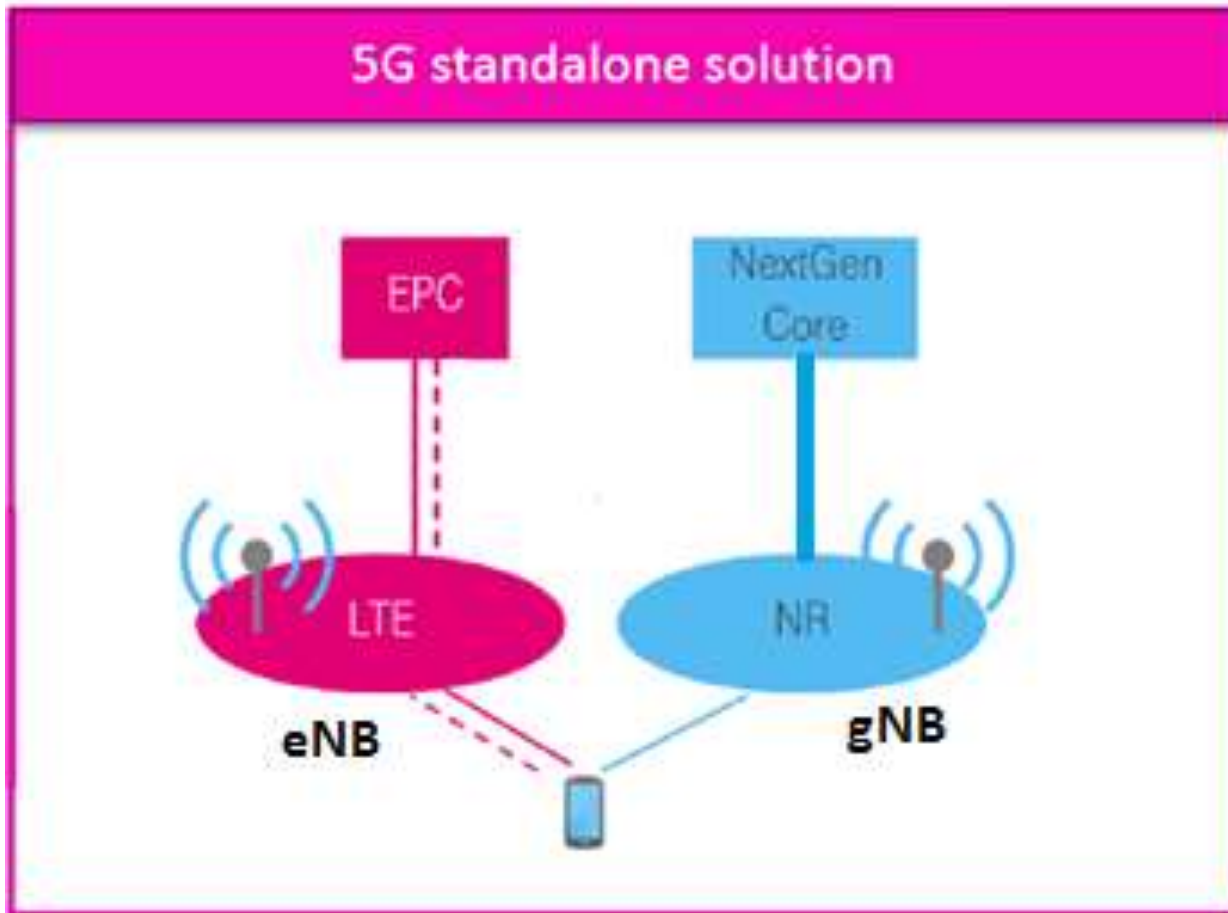 5G standalone solution
EPC
NextGen
Core
LTE
NR
eNB
gNB